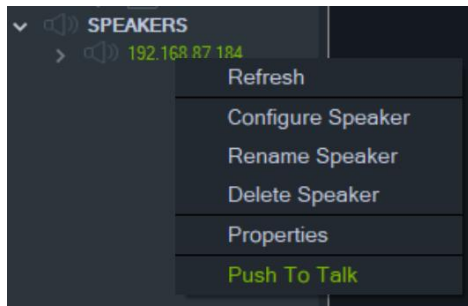 SPEAKERS
192.168.87.184
Refresh
Configure Speaker
Rename Speaker
Delete Speaker
Properties
Push To Talk